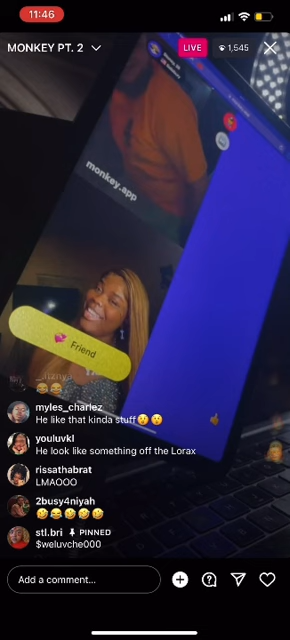 11:46
MONKEY PT. 2
LIVE
1,545
monkey.app
💞 Friend
😂😂
myles_charlez
He like that kinda stuff😯😯
youluvkl
He look like something off the Lorax
rissathabrat
LMAOOO
2busy4niyah
🤣😂🤣🤣🤣
stl.bri PINNED
$weluvche000
Add a comment...